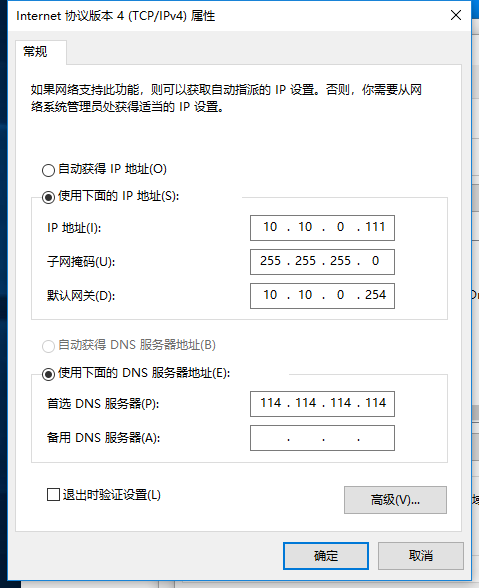 Internet 协议版本 4 (TCP/IPv4) 属性
常规
如果网络支持此功能，则可以获取自动指派的 IP 设置。否则，你需要从网
络系统管理员处获得适当的 IP 设置。
自动获得 IP 地址(O)
使用下面的 IP 地址(S):
IP 地址(I): 10 . 10 . 0 . 111
子网掩码(U): 255 . 255 . 255 . 0
默认网关(D): 10 . 10 . 0 . 254
自动获得 DNS 服务器地址(B)
使用下面的 DNS 服务器地址(E):
首选 DNS 服务器(P): 114 . 114 . 114 . 114
备用 DNS 服务器(A): . . .
退出时验证设置(L)
高级(V)...
确定 取消